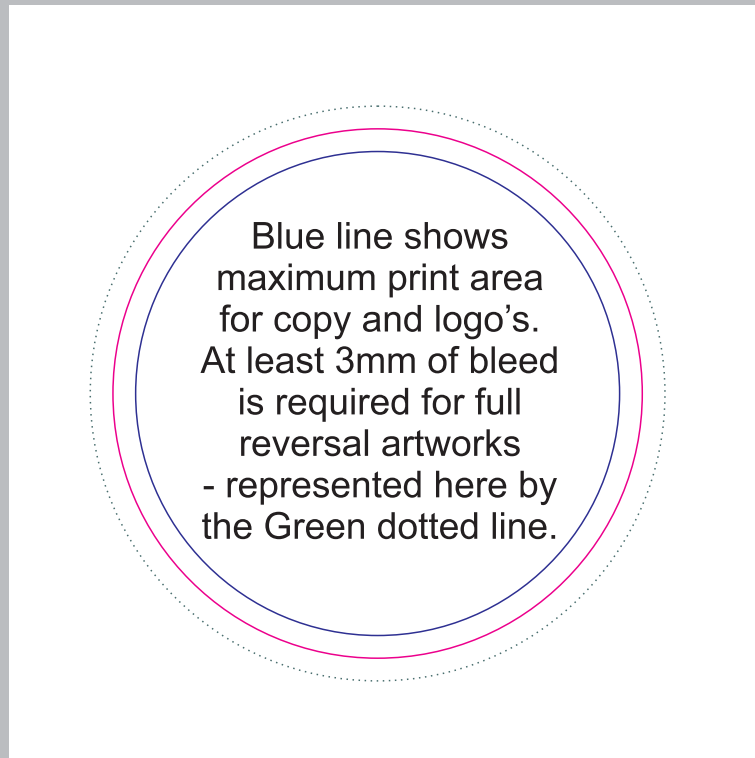 Blue line shows
maximum print area
for copy and logo’s.
At least 3mm of bleed
is required for full
reversal artworks
- represented here by
the Green dotted line.